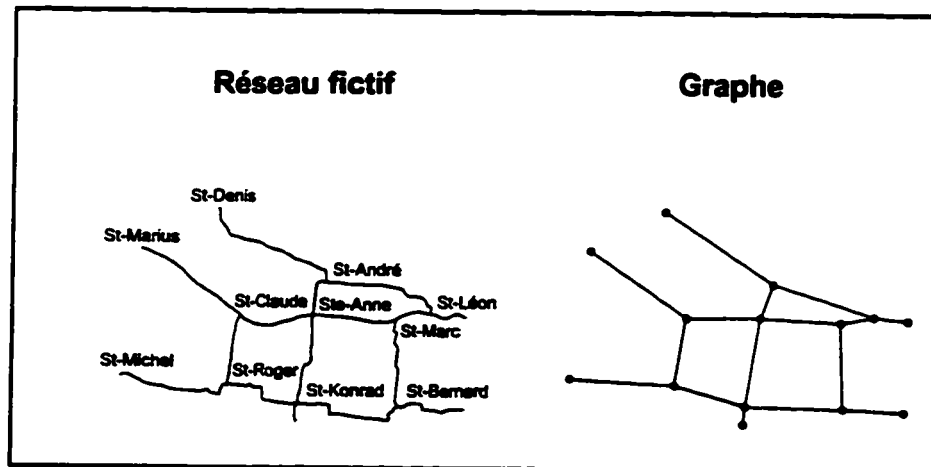 Réseau fictif
Graphe
St-Denis
St-Marius
St-André
St-Claude
Ste-Anne
St-Léon
St-Marc
St-Michel
St-Roger
St-Konrad
St-Bernard